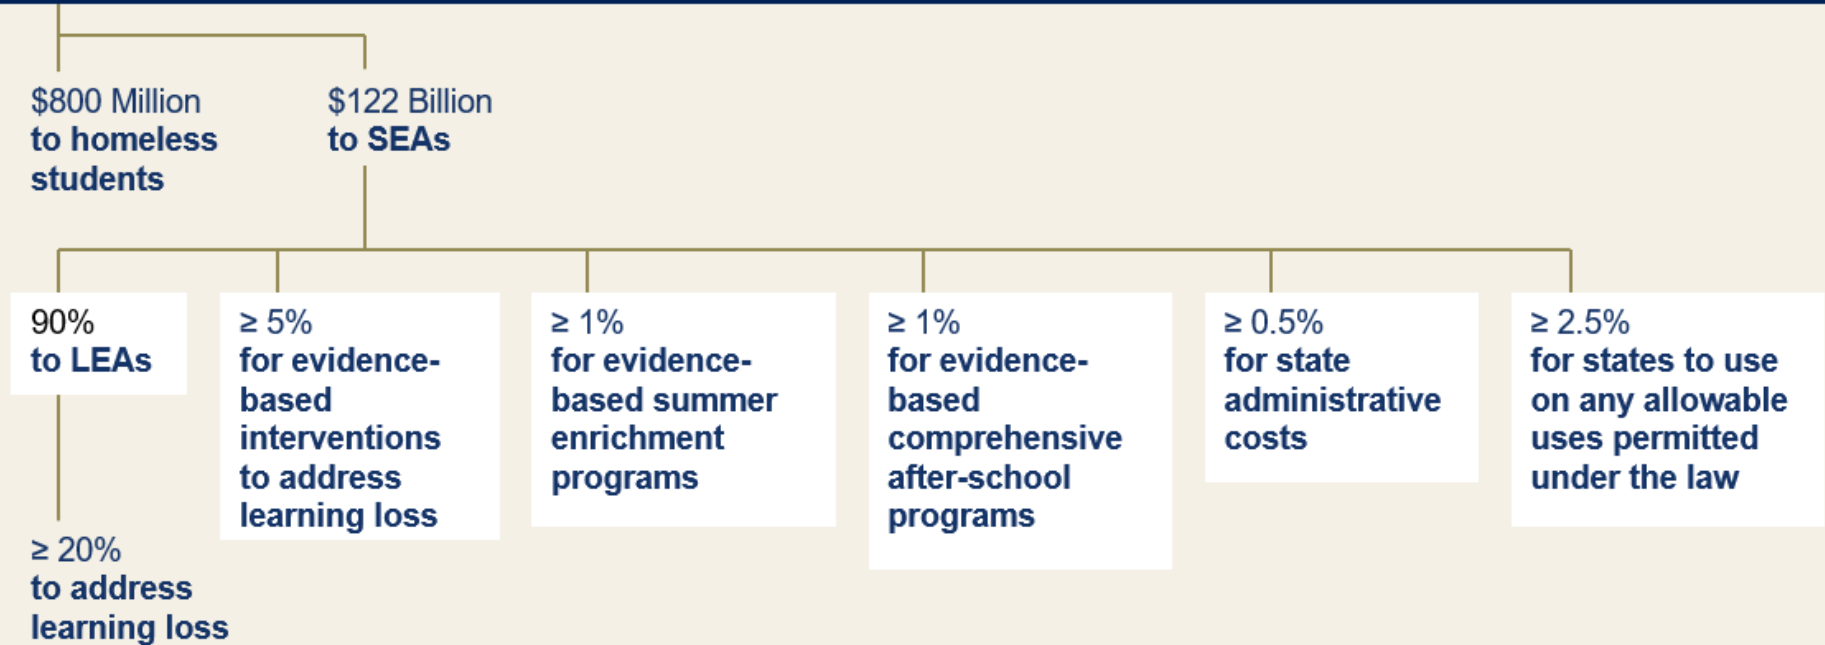 $800 Million
to homeless
students
$122 Billion
to SEAs
90%
to LEAs
≥ 20%
to address
learning loss
≥ 5%
for evidence-
based
interventions
to address
learning loss
≥ 1%
for evidence-
based summer
enrichment
programs
≥ 1%
for evidence-
based
comprehensive
after-school
programs
≥ 0.5%
for state
administrative
costs
≥ 2.5%
for states to use
on any allowable
uses permitted
under the law